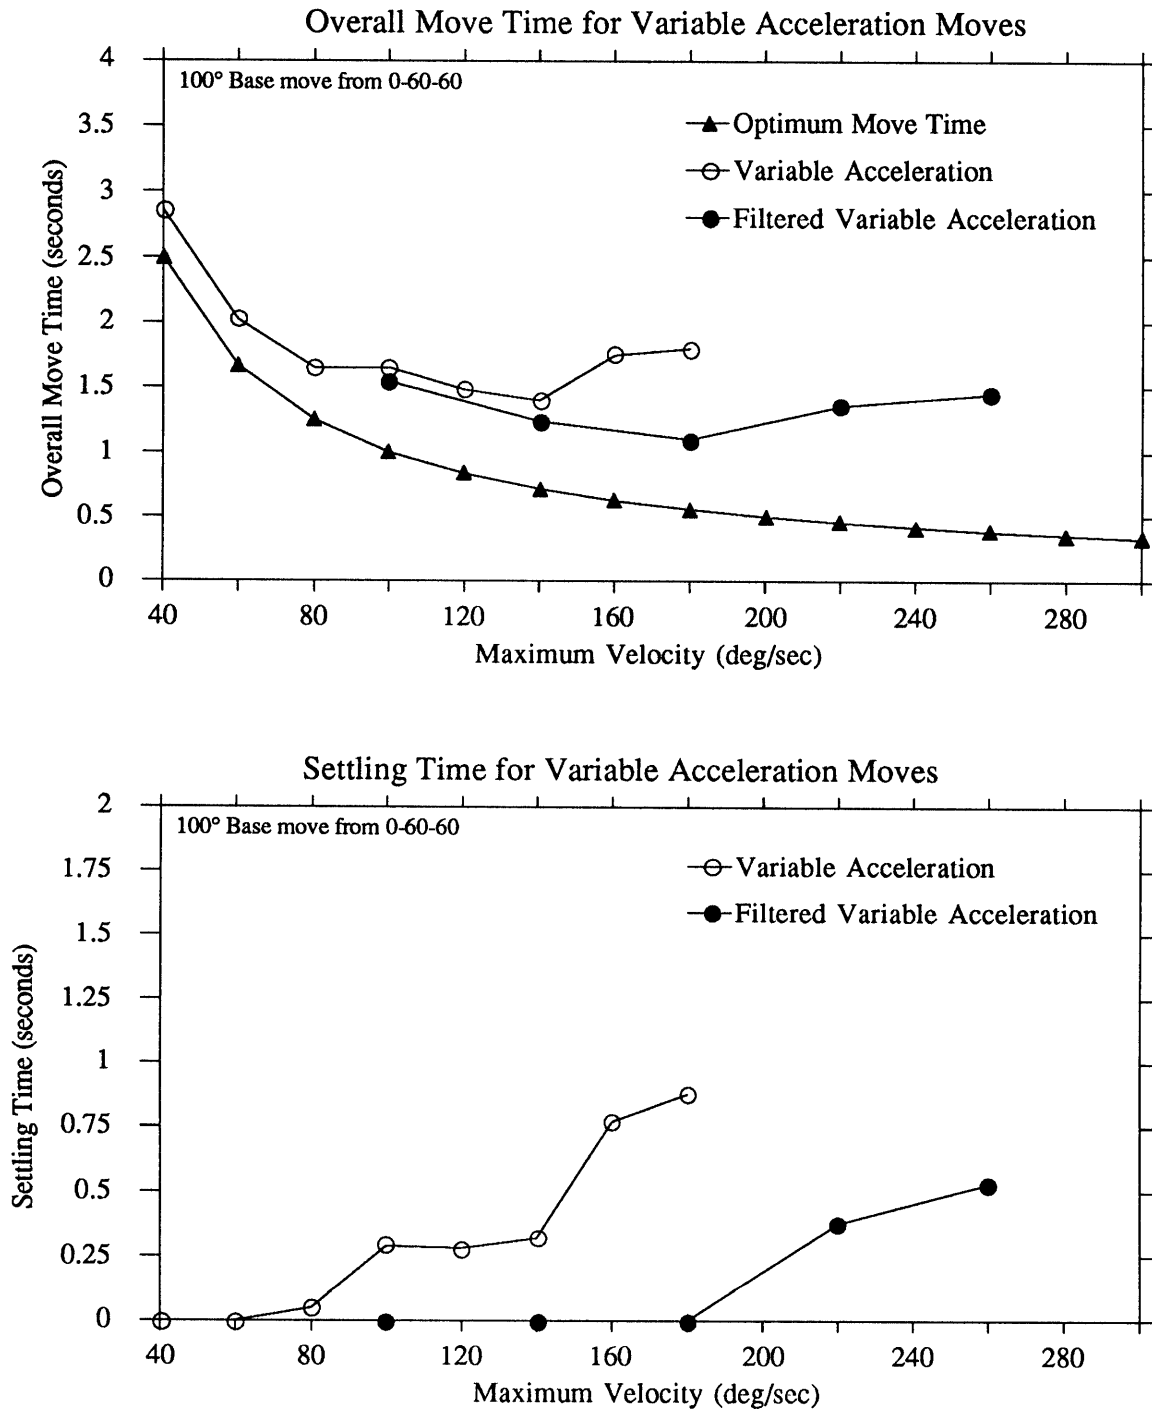 Overall Move Time for Variable Acceleration Moves
4
100° Base move from 0-60-60
3.5
Optimum Move Time
Variable Acceleration
3
Filtered Variable Acceleration
2.5
2
1.5
1
0.5
0
Overall Move Time (seconds)
40 80 120 160 200 240 280
Maximum Velocity (deg/sec)
Settling Time for Variable Acceleration Moves
2
100° Base move from 0-60-60
1.75
Variable Acceleration
Filtered Variable Acceleration
1.5
1.25
1
0.75
0.5
0.25
0
Settling Time (seconds)
40 80 120 160 200 240 280
Maximum Velocity (deg/sec)